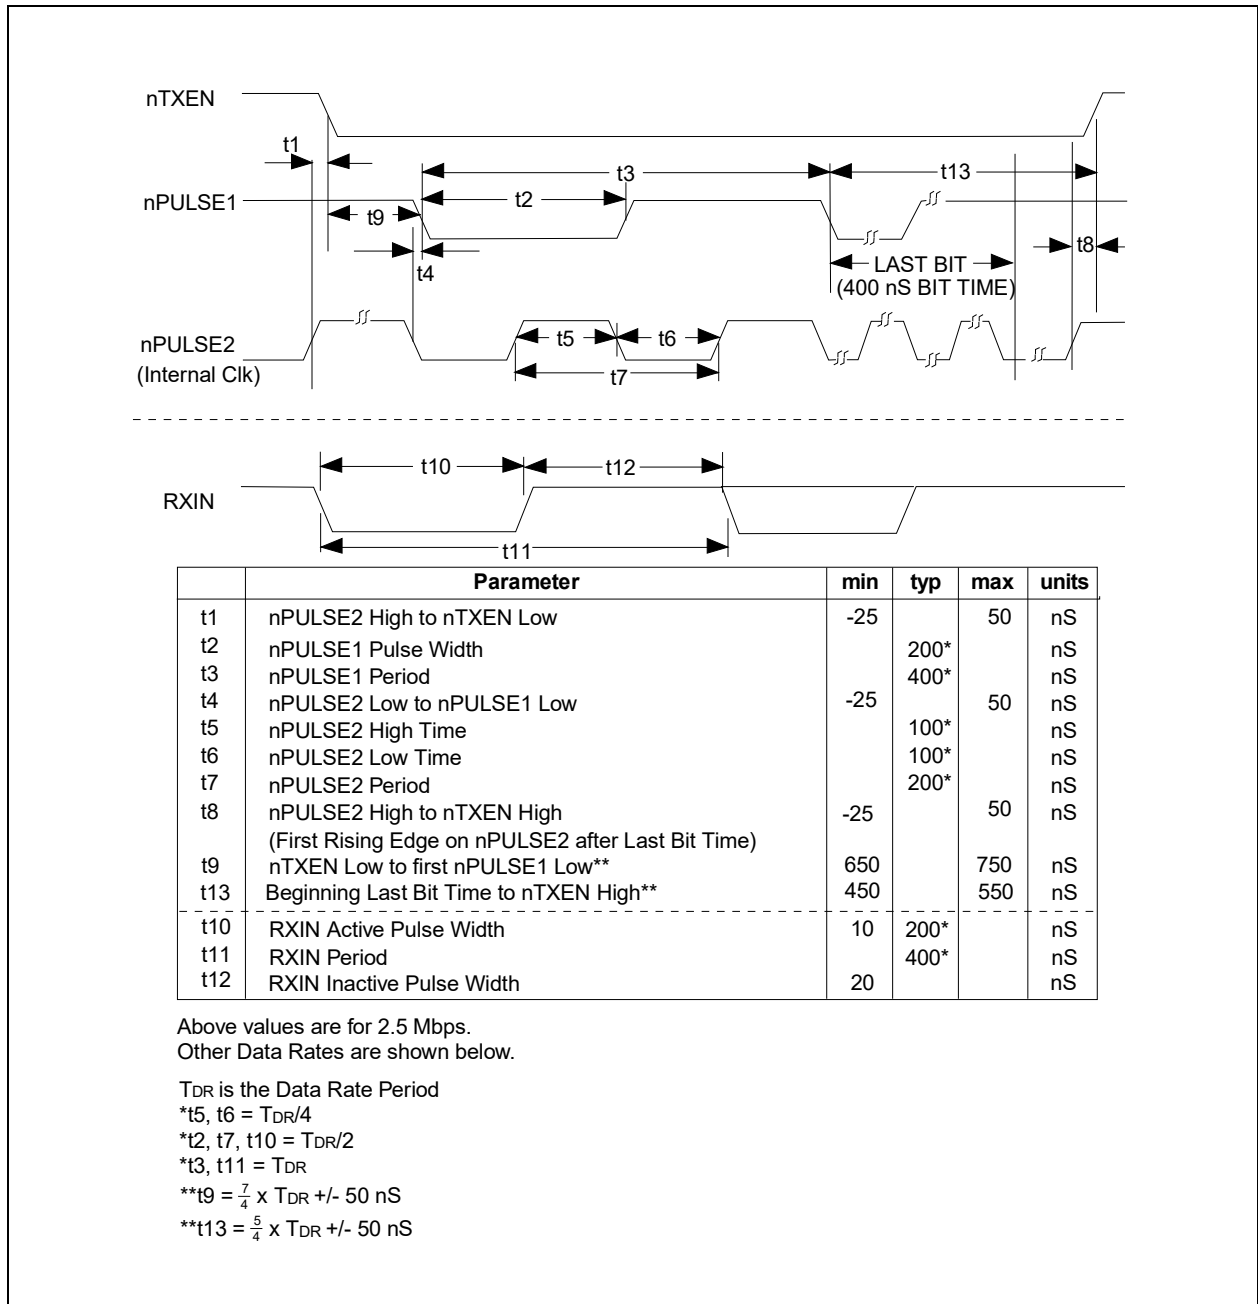 nTXEN
t1
t3
t13
nPULSE1
t2
t9
t8
t4
LAST BIT
(400 nS BIT TIME)
nPULSE2
(Internal Clk)
t5
t6
t7
t10
t12
RXIN
t11
Parameter min typ max units
t1 nPULSE2 High to nTXEN Low -25 50 nS
t2 nPULSE1 Pulse Width 200* nS
t3 nPULSE1 Period 400* nS
t4 nPULSE2 Low to nPULSE1 Low -25 50 nS
t5 nPULSE2 High Time 100* nS
t6 nPULSE2 Low Time 100* nS
t7 nPULSE2 Period 200* nS
t8 nPULSE2 High to nTXEN High -25 50 nS
(First Rising Edge on nPULSE2 after Last Bit Time)
t9 nTXEN Low to first nPULSE1 Low** 650 750 nS
t13 Beginning Last Bit Time to nTXEN High** 450 550 nS
t10 RXIN Active Pulse Width 10 200* nS
t11 RXIN Period 400* nS
t12 RXIN Inactive Pulse Width 20 nS
Above values are for 2.5 Mbps.
Other Data Rates are shown below.
TDR is the Data Rate Period
*t5, t6 = TDR/4
*t2, t7, t10 = TDR/2
*t3, t11 = TDR
**t9 = 7/4 x TDR +/- 50 nS
**t13 = 5/4 x TDR +/- 50 nS